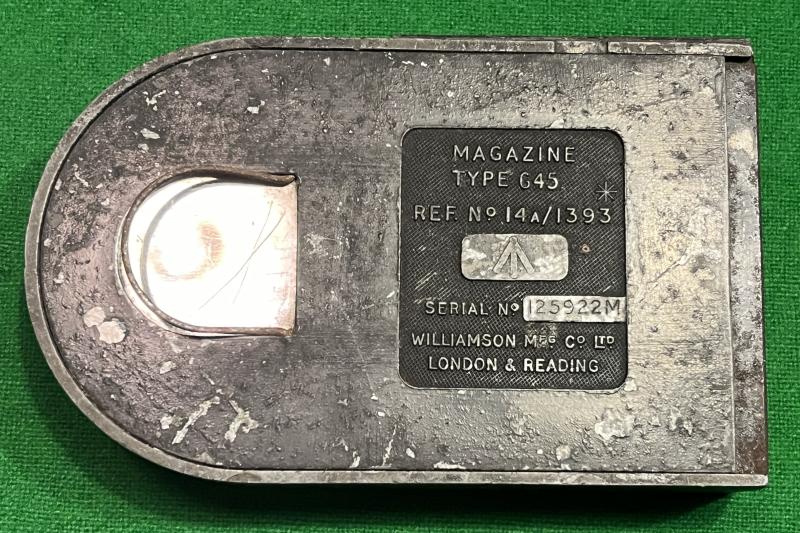 MAGAZINE
TYPE G45
REF. Nº 14A/1393
SERIAL Nº 125922M
WILLIAMSON MFG. Cº LTD
LONDON & READING